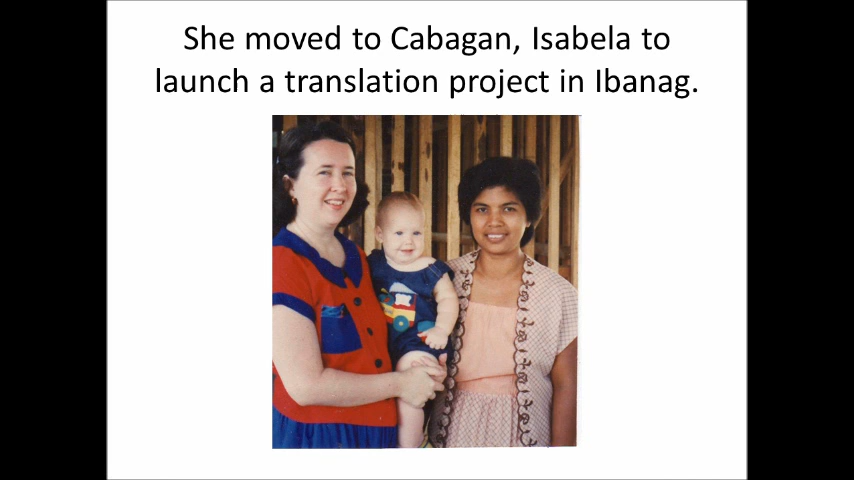 She moved to Cabagan, Isabela to
launch a translation project in Ibanag.